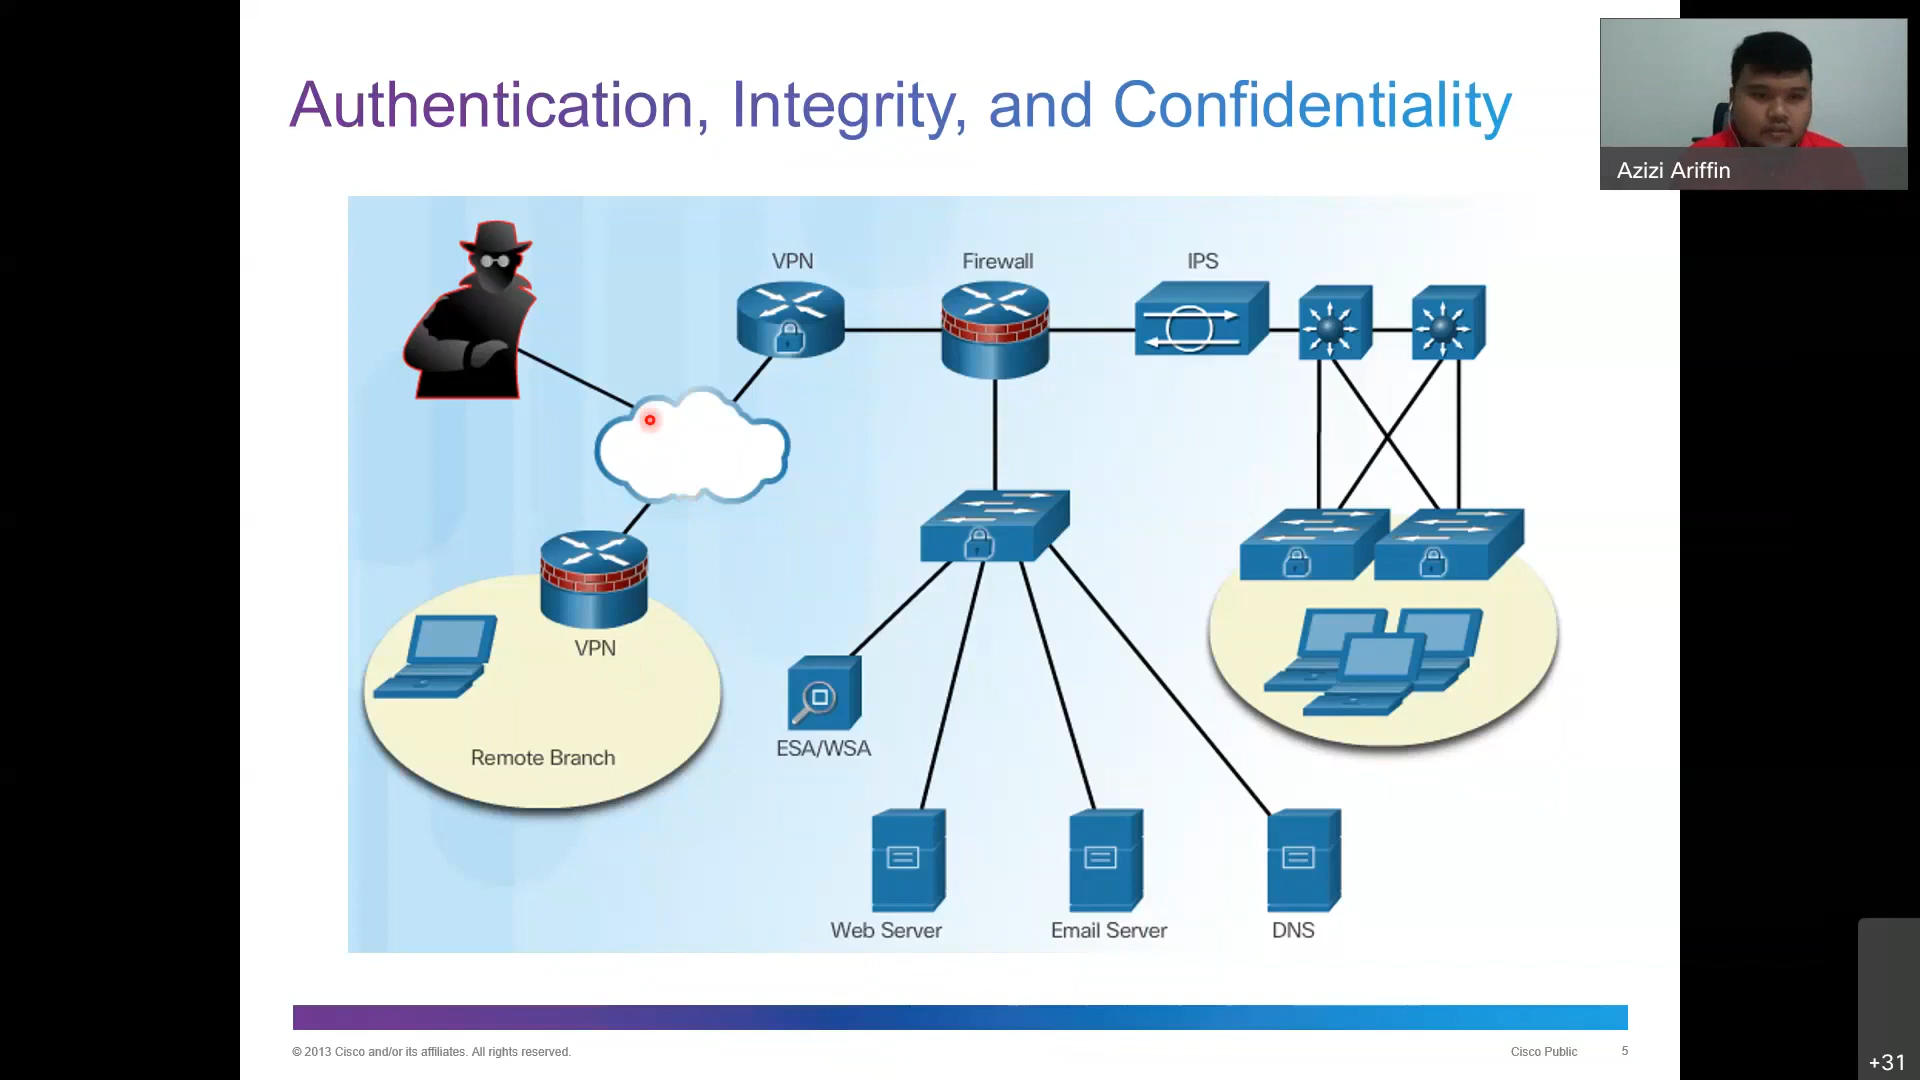 Authentication, Integrity, and Confidentiality
Azizi Ariffin
VPN
Firewall
IPS
VPN
Remote Branch
ESA/WSA
Web Server
Email Server
DNS
© 2013 Cisco and/or its affiliates. All rights reserved.
Cisco Public
5
+31